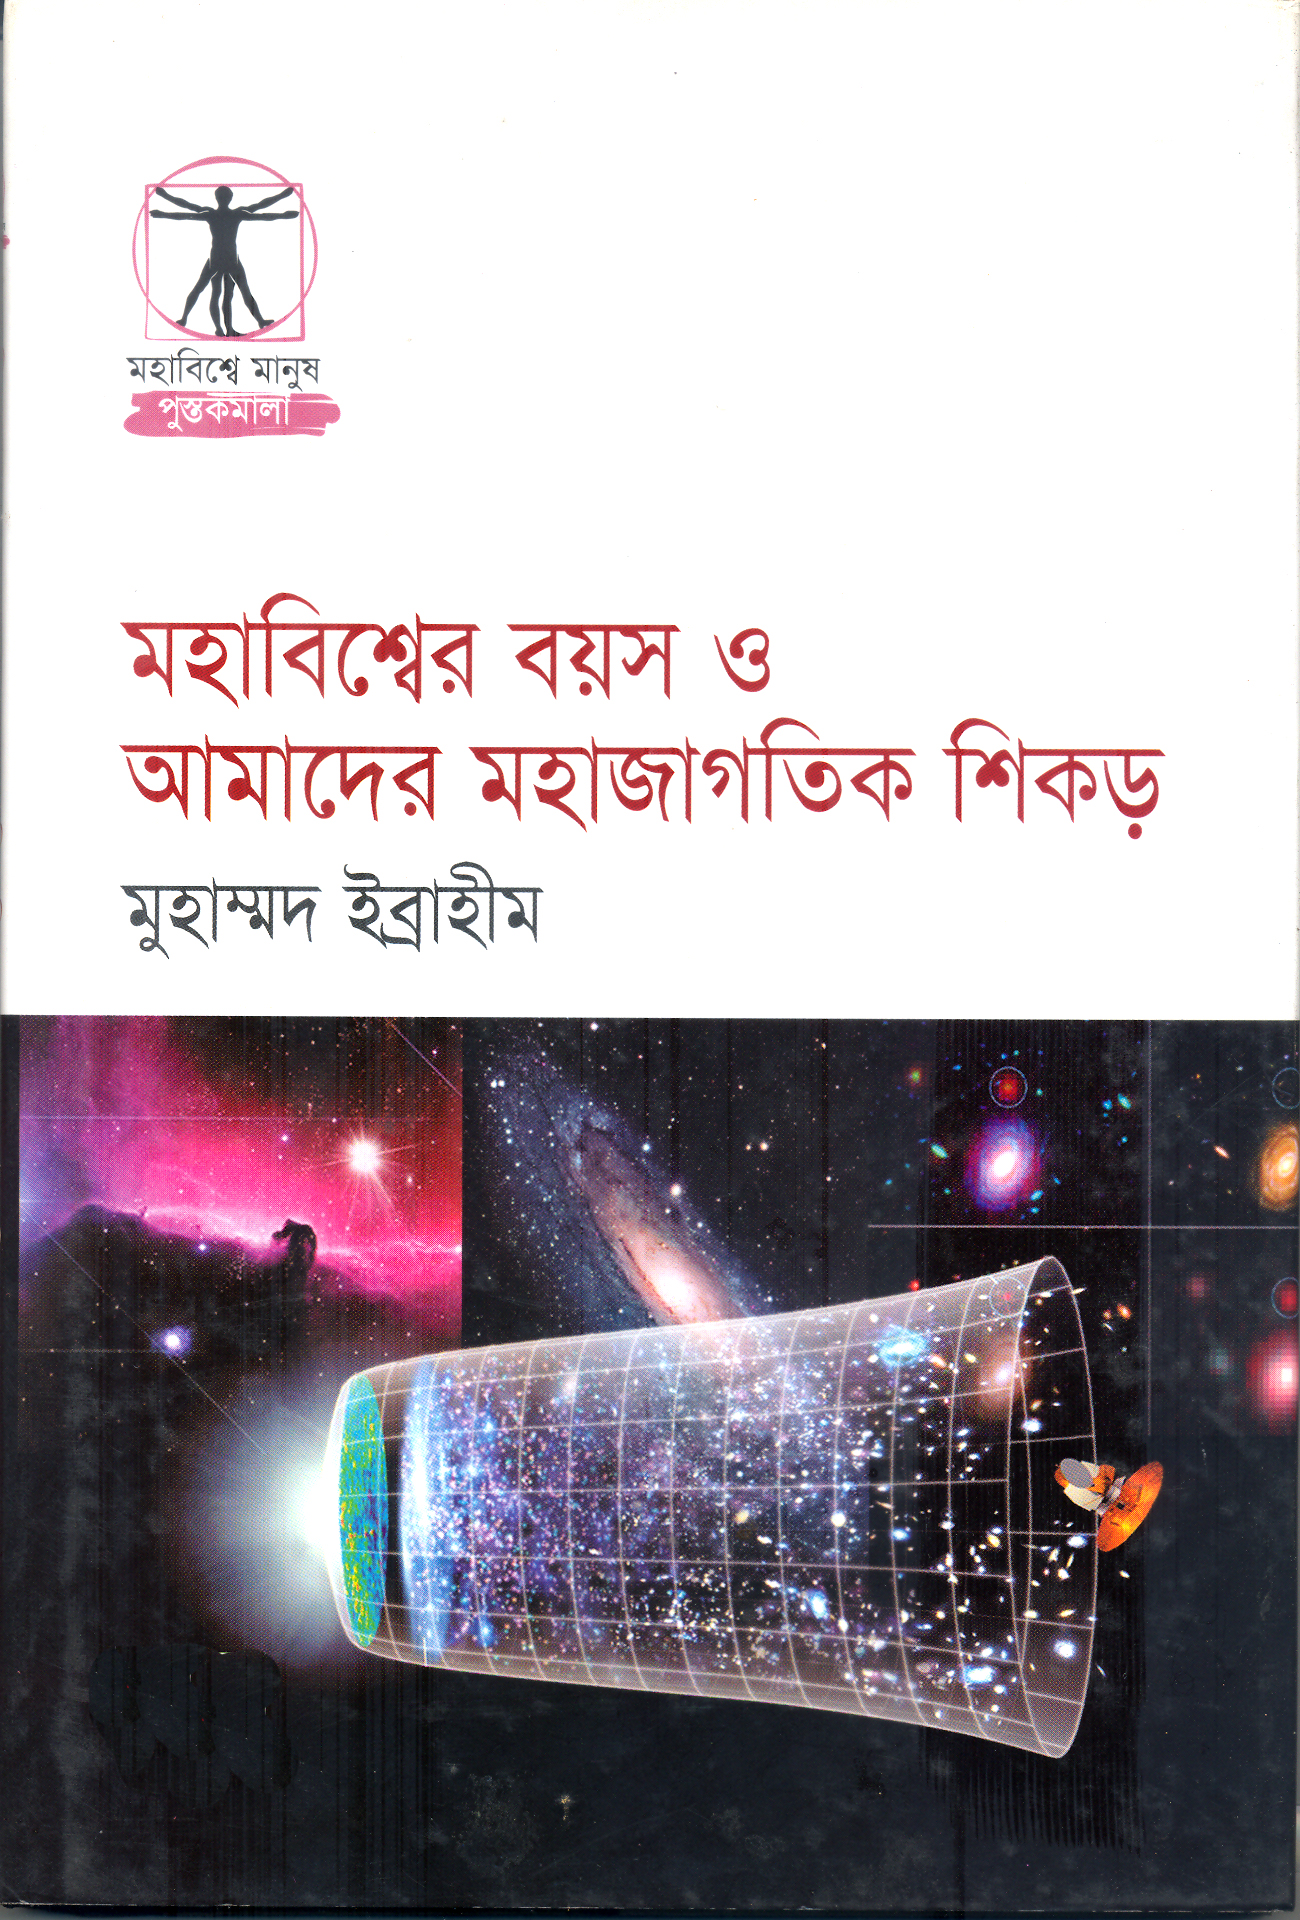 মহাবিশ্বে মানুষ
পুস্তকমালা
মহাবিশ্বের বয়স ও
আমাদের মহাজাগতিক শিকড়
মুহাম্মদ ইব্রাহীম